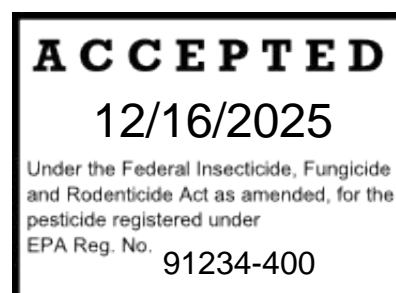 ACCEPTED
12/16/2025
Under the Federal Insecticide, Fungicide
and Rodenticide Act as amended, for the
pesticide registered under
EPA Reg. No. 91234-400